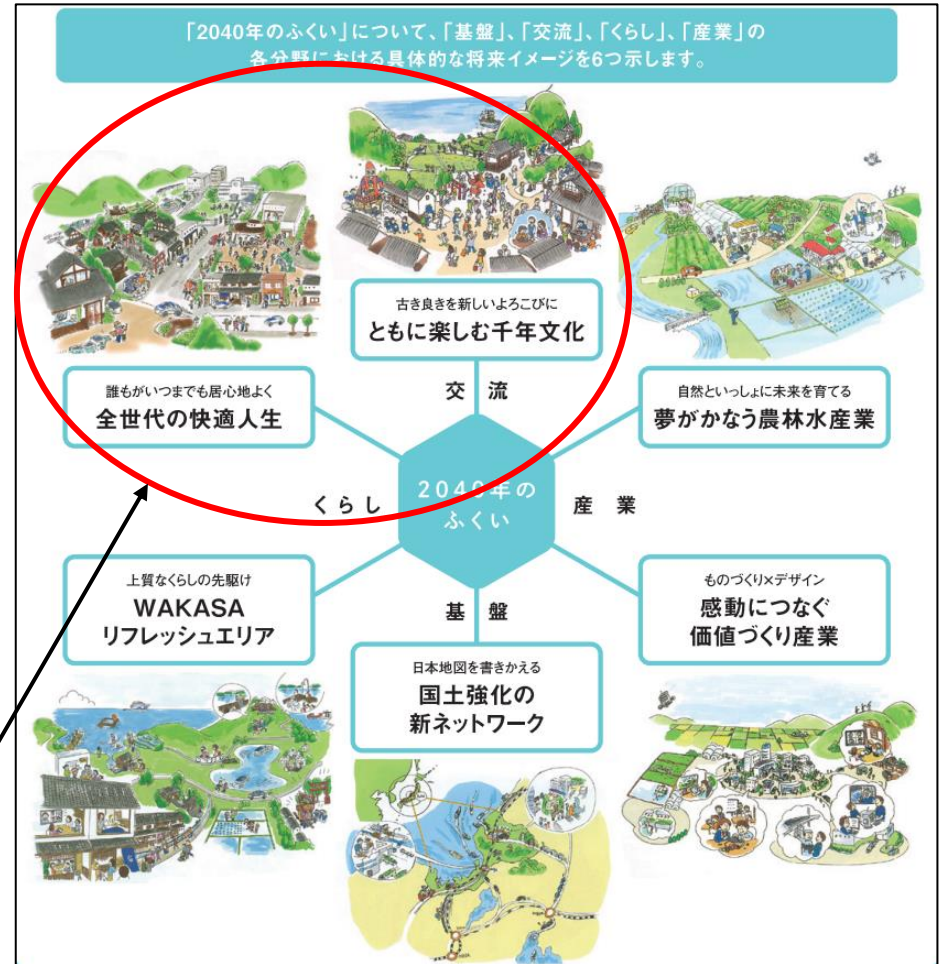 「2040年のふくい」について、「基盤」、「交流」、「くらし」、「産業」の
各分野における具体的な将来イメージを6つ示します。
古き良きを新しいよろこびに
ともに楽しむ千年文化
誰もがいつまでも居心地よく
全世代の快適人生
交流
自然といっしょに未来を育てる
夢がかなう農林水産業
くらし
2040年の
ふくい
産業
上質なくらしの先駆け
WAKASA
リフレッシュエリア
基盤
ものづくり×デザイン
感動につなぐ
価値づくり産業
日本地図を書きかえる
国土強化の
新ネットワーク